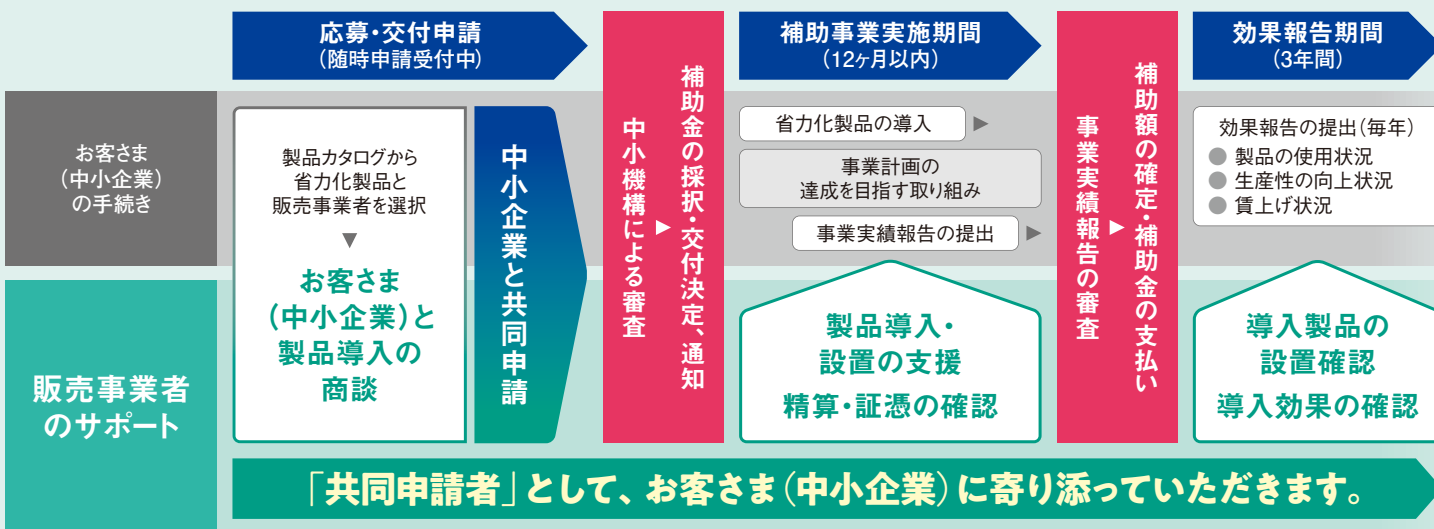 応募・交付申請
(随時申請受付中)
補助事業実施期間
(12ヶ月以内)
効果報告期間
(3年間)
お客さま
(中小企業)
の手続き
製品カタログから
省力化製品と
販売事業者を選択
▼
お客さま
(中小企業)と
製品導入の
商談
中小企業と共同申請
中小機構による審査
▶
補助金の採択・交付決定、通知
省力化製品の導入 ▶
事業計画の
達成を目指す取り組み
事業実績報告の提出 ▶
製品導入・
設置の支援
精算・証憑の確認
事業実績報告の審査
▶
補助額の確定・補助金の支払い
効果報告の提出(毎年)
● 製品の使用状況
● 生産性の向上状況
● 賃上げ状況
導入製品の
設置確認
導入効果の確認
販売事業者
のサポート
「共同申請者」として、お客さま(中小企業)に寄り添っていただきます。